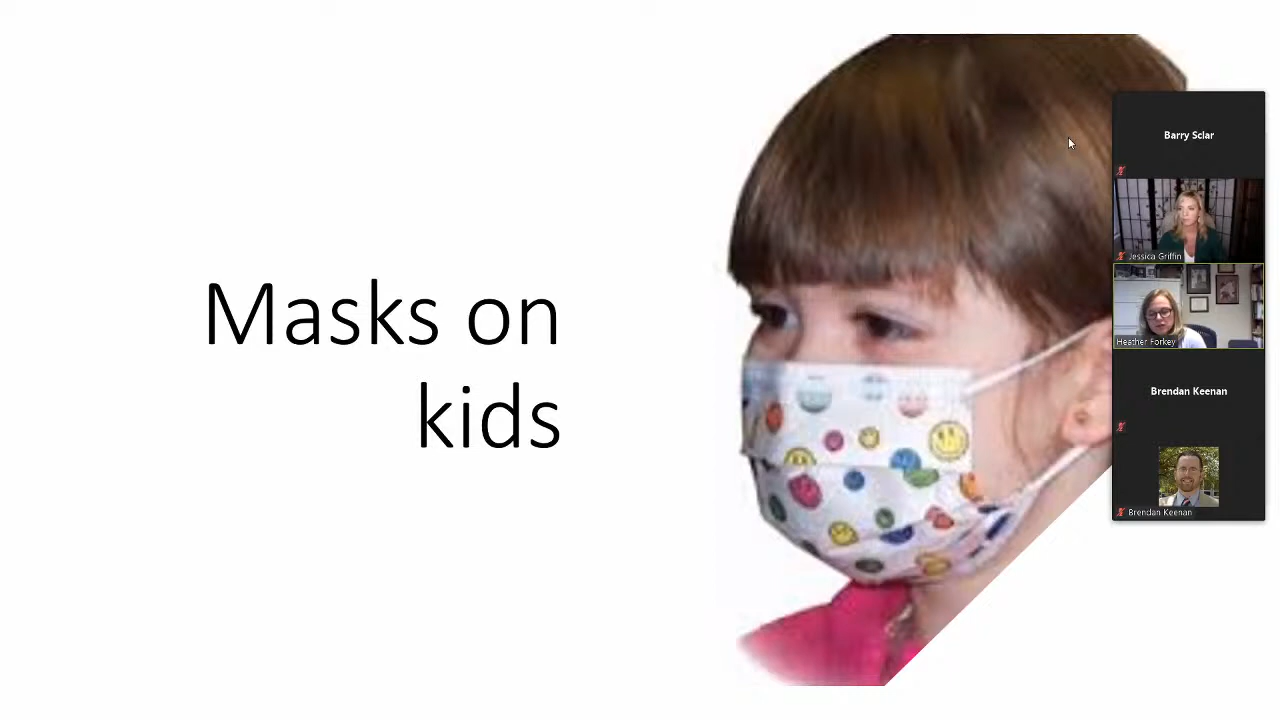 Masks on
kids
Barry Sclar
Jessica Griffin
Heather Forkey
Brendan Keenan
Brendan Keenan